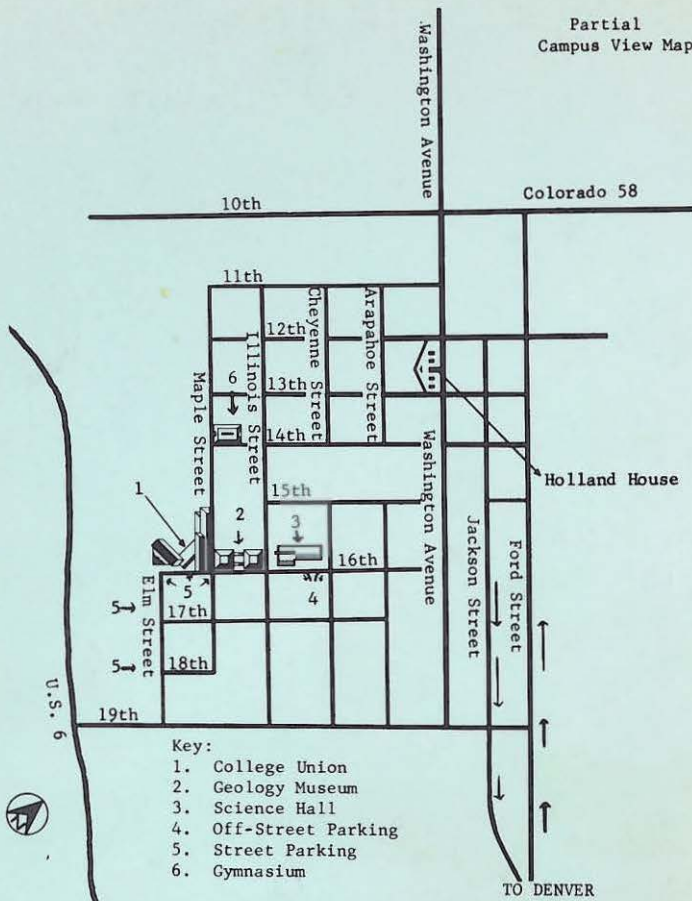 Partial
Campus View Map
Washington Avenue
Colorado 58
10th
11th
Cheyenne Street
Arapahoe Street
12th
Illinois Street
6
13th
Maple Street
14th
Washington Avenue
Holland House
15th
1
2
3
16th
Jackson Street
Ford Street
5
4
Elm Street
5
17th
5
18th
U.S. 6
19th
Key:
1. College Union
2. Geology Museum
3. Science Hall
4. Off-Street Parking
5. Street Parking
6. Gymnasium
N
TO DENVER